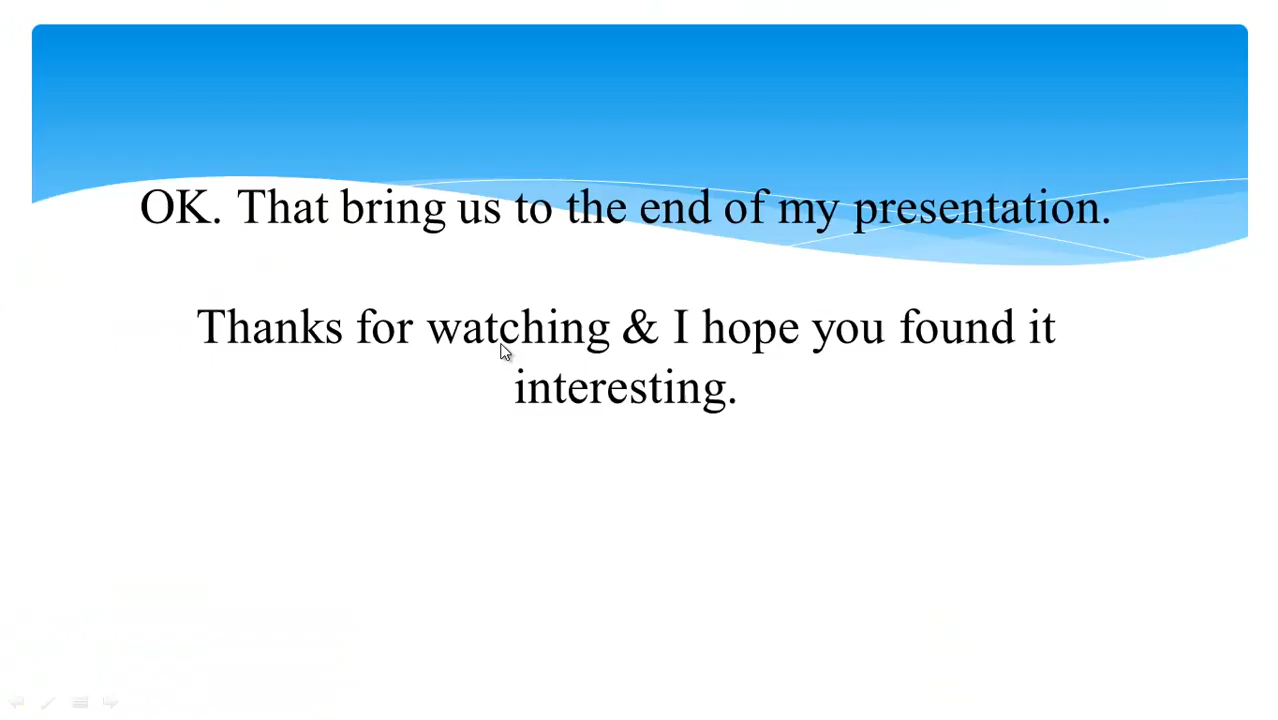 OK. That bring us to the end of my presentation.
Thanks for watching & I hope you found it
interesting.